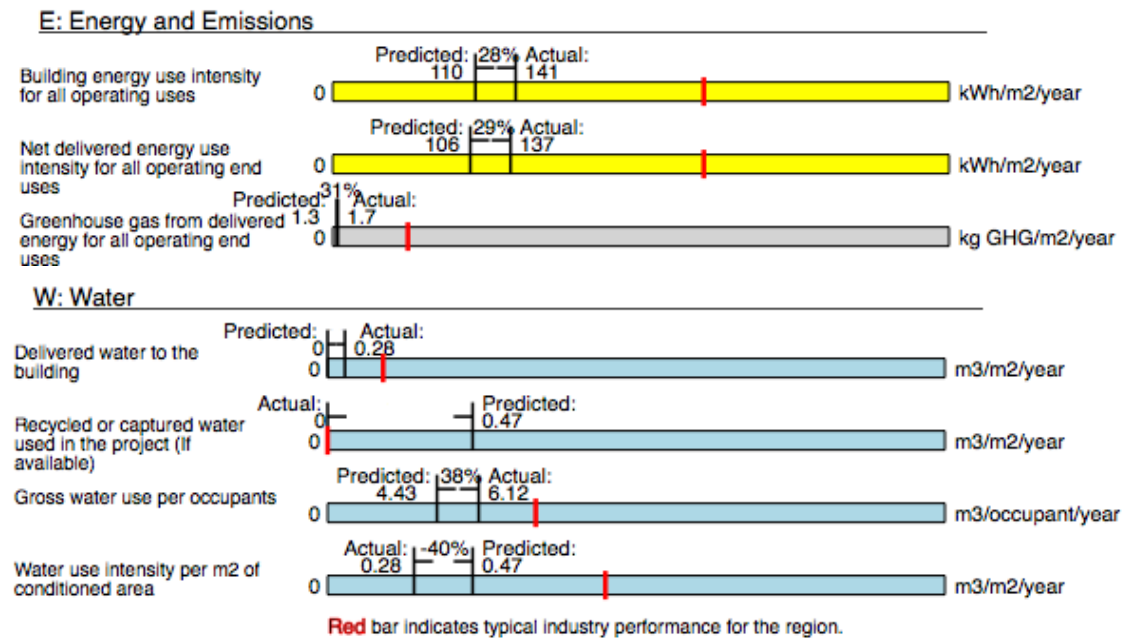 E: Energy and Emissions
Predicted: 28% Actual:
110 141
Building energy use intensity
for all operating uses
0 kWh/m2/year
Predicted: 29% Actual:
106 137
Net delivered energy use
intensity for all operating end
uses
0 kWh/m2/year
31%
Predicted: Actual:
1.3 1.7
Greenhouse gas from delivered
energy for all operating end
uses
0 kg GHG/m2/year
W: Water
Predicted: Actual:
0 0.28
Delivered water to the
building
0 m3/m2/year
Actual: Predicted:
0 0.47
Recycled or captured water
used in the project (If
available)
0 m3/m2/year
Predicted: 38% Actual:
4.43 6.12
Gross water use per occupants
0 m3/occupant/year
Actual: -40% Predicted:
0.28 0.47
Water use intensity per m2 of
conditioned area
0 m3/m2/year
Red bar indicates typical industry performance for the region.